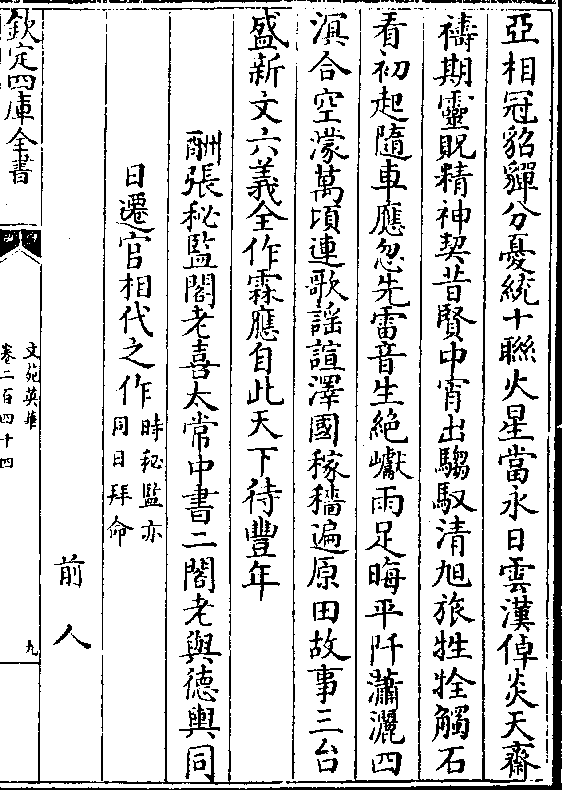 亞相冠貂蟬分憂統十聯火星當永日雲漢倬炎天齋
禱期靈貺精神契昔賢中宵出騶馭清旭旅牲牷觸石
看初起隨車應忽先雷音生絶巘雨足晦平阡瀟灑四
溟合空濛萬頃連歌謡諠澤國稼穡遍原田故事三台
盛新文六義全作霖應自此天下待豐年
酬張秘監閣老喜太常中書二閣老與德輿同
日遷官相代之作時秘監亦
同日拜命
前人
欽定四庫全書
文苑英華
卷二百四十四
九